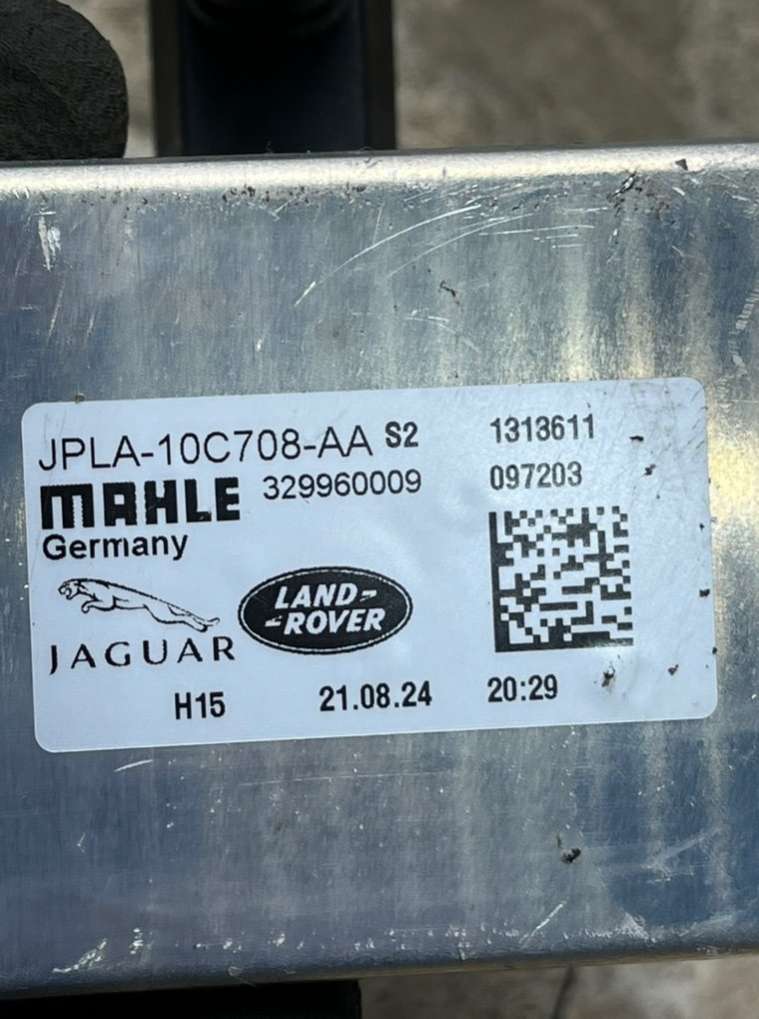 JPLA-10C708-AA S2 1313611
MAHLE 329960009 097203
Germany
JAGUAR LAND-ROVER
H15 21.08.24 20:29